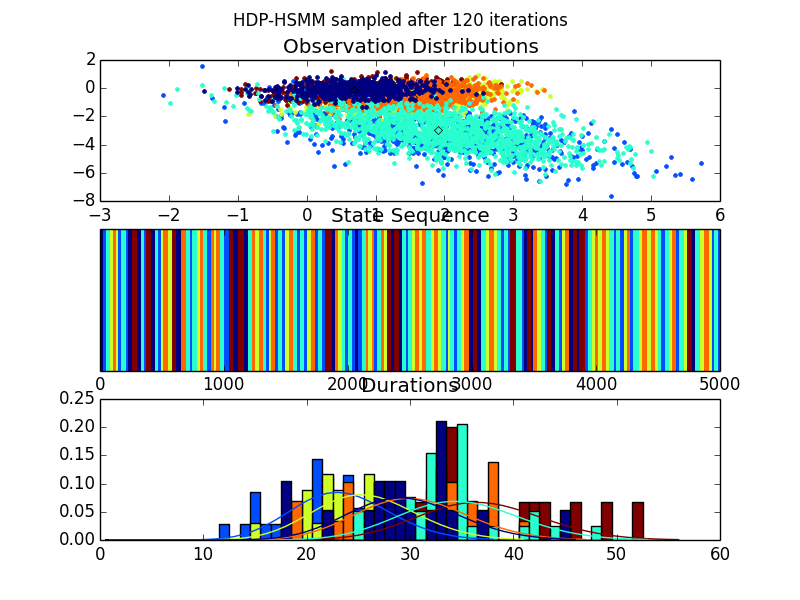 HDP-HSMM sampled after 120 iterations
Observation Distributions
2
0
−2
−4
−6
−8
−3 −2 −1 0 1 2 3 4 5 6
State Sequence
0 1000 2000 3000 4000 5000
Durations
0.25
0.20
0.15
0.10
0.05
0.00
0 10 20 30 40 50 60